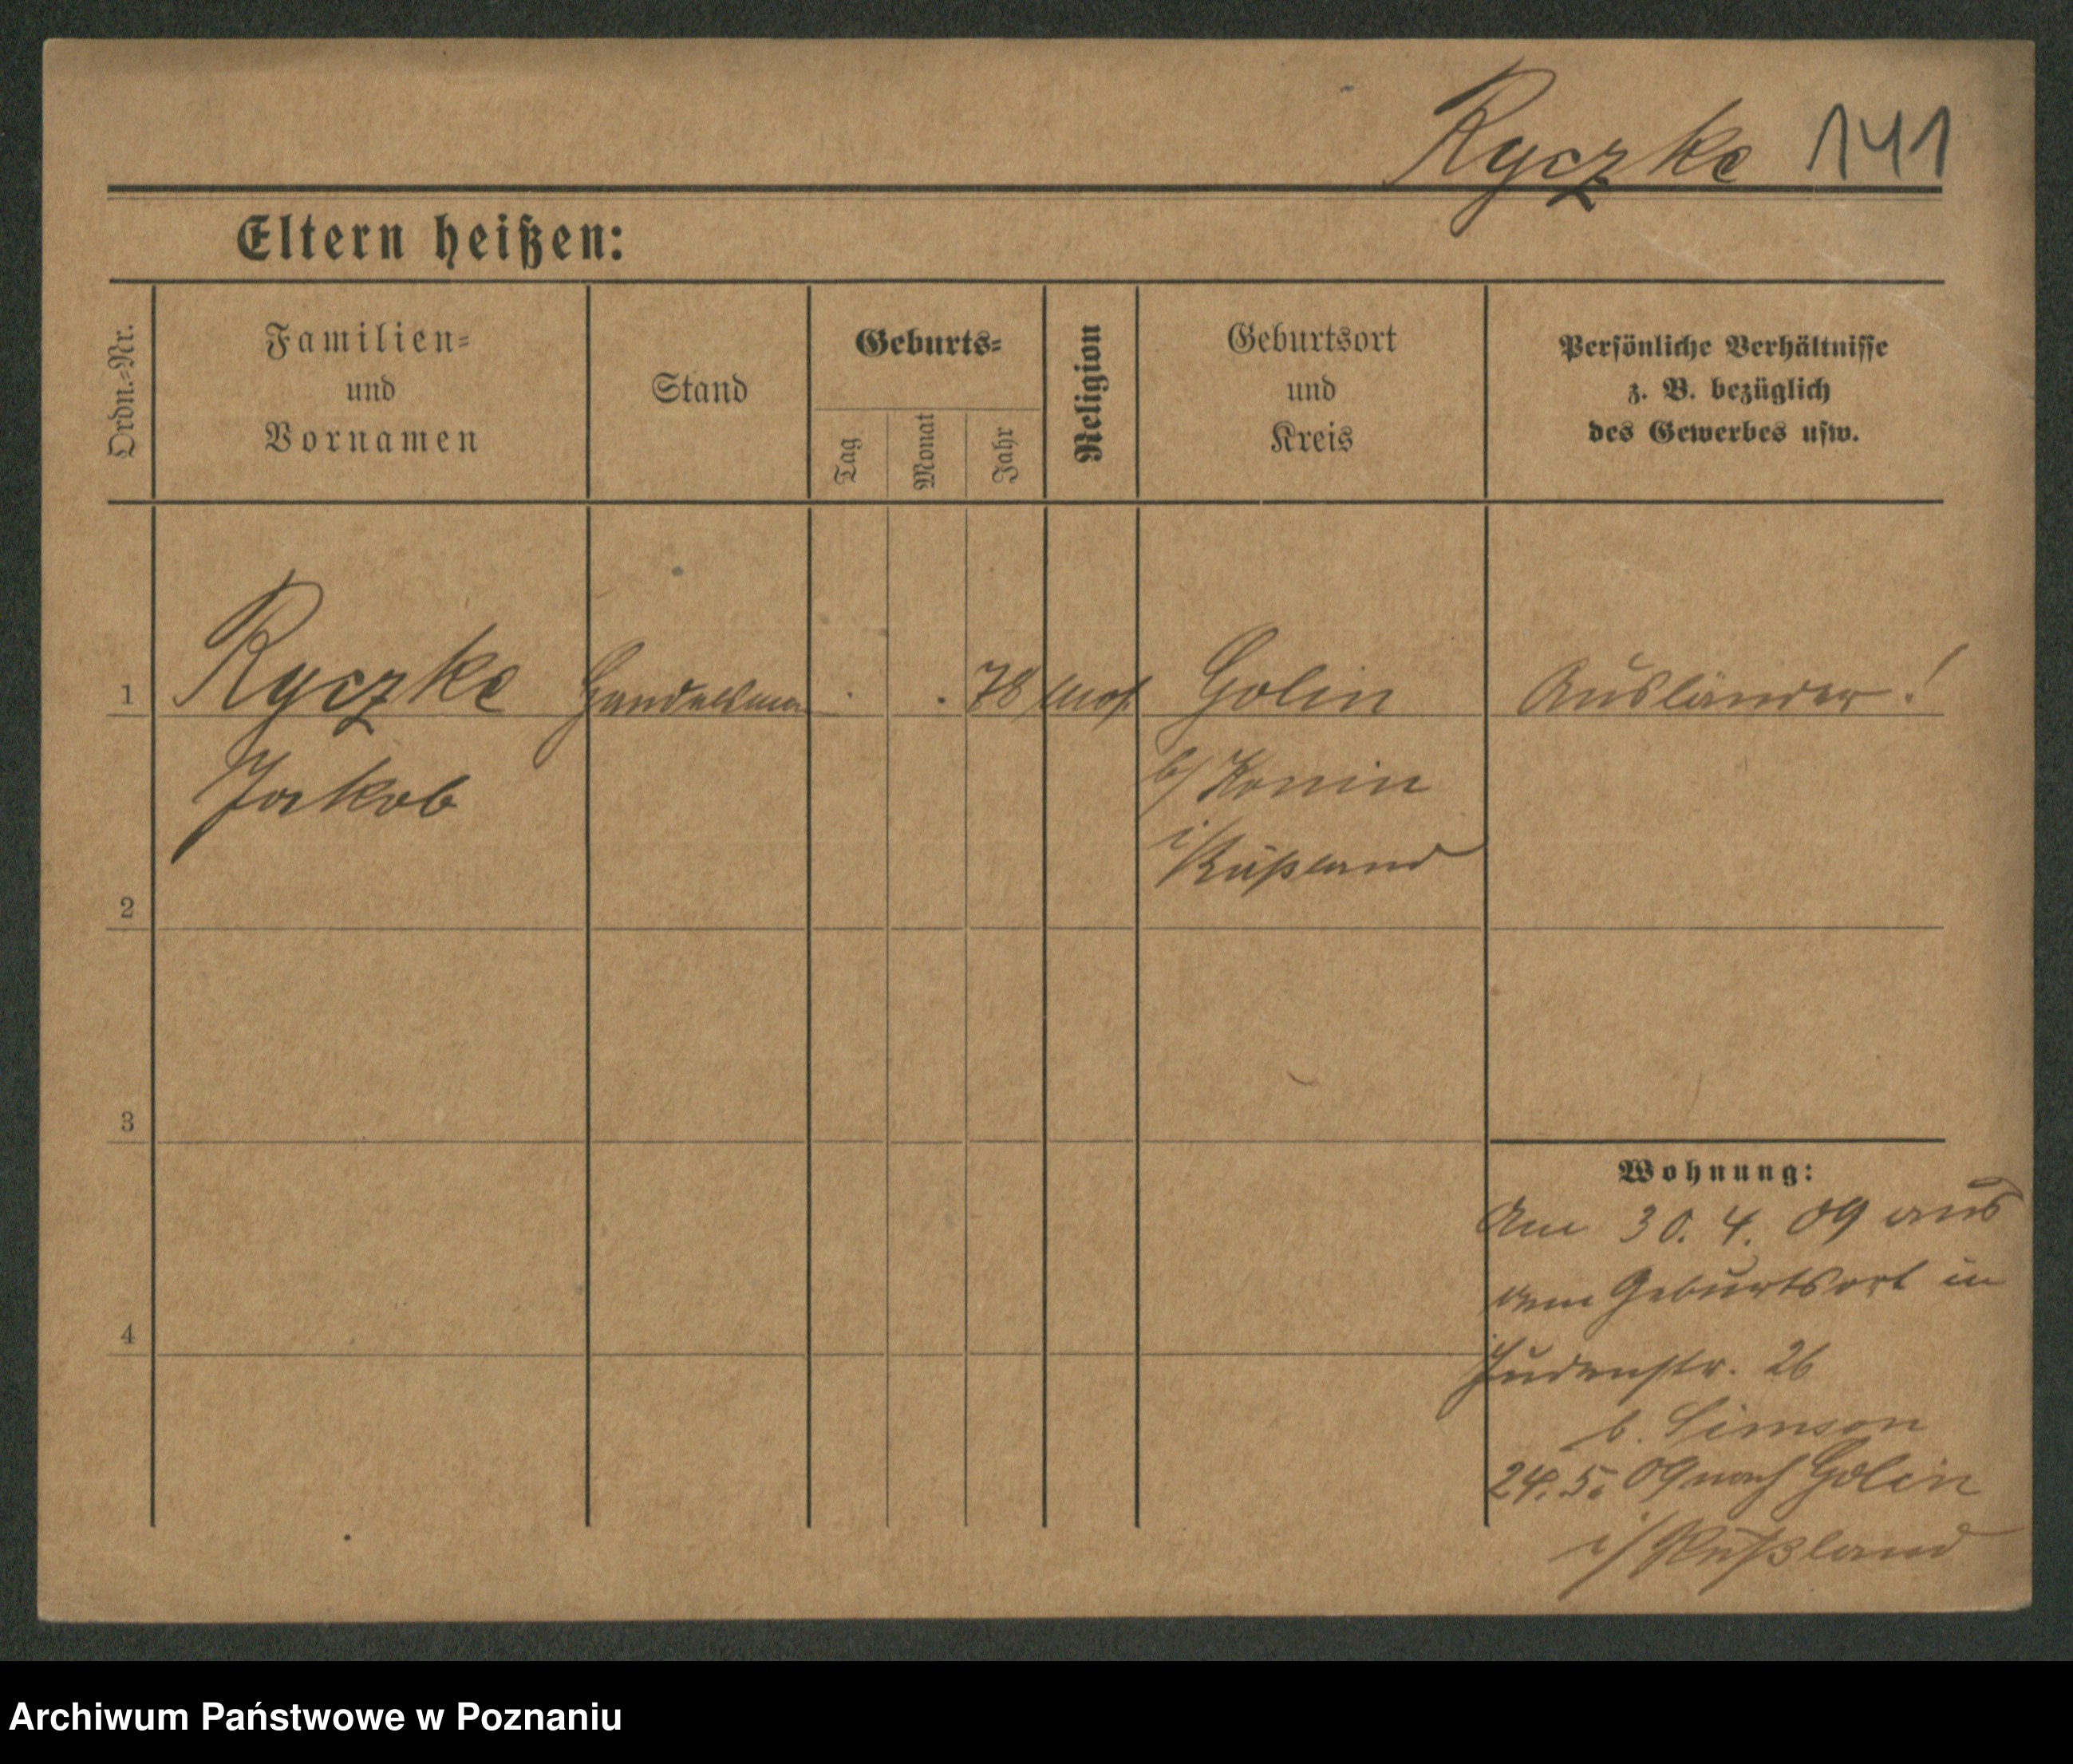 Ryczke 141
Eltern heißen:
Ordn.-Nr.
Familien-
und
Vornamen
Stand
Geburts-
Tag
Monat
Jahr
Religion
Geburtsort
und
Kreis
Persönliche Verhältnisse
z. B. bezüglich
des Gewerbes usw.
1 Ryczke Handelsman . . 78 mos. Golin Ausländer!
Jakob b/ Konin
i/ Rußland
2
3
4
Wohnung:
Am 30. 4. 09 aus
dem Geburtsort in
Judenstr. 26
b. Simson
24. 5. 09 nach Golin
i/ Rußland
Archiwum Państwowe w Poznaniu